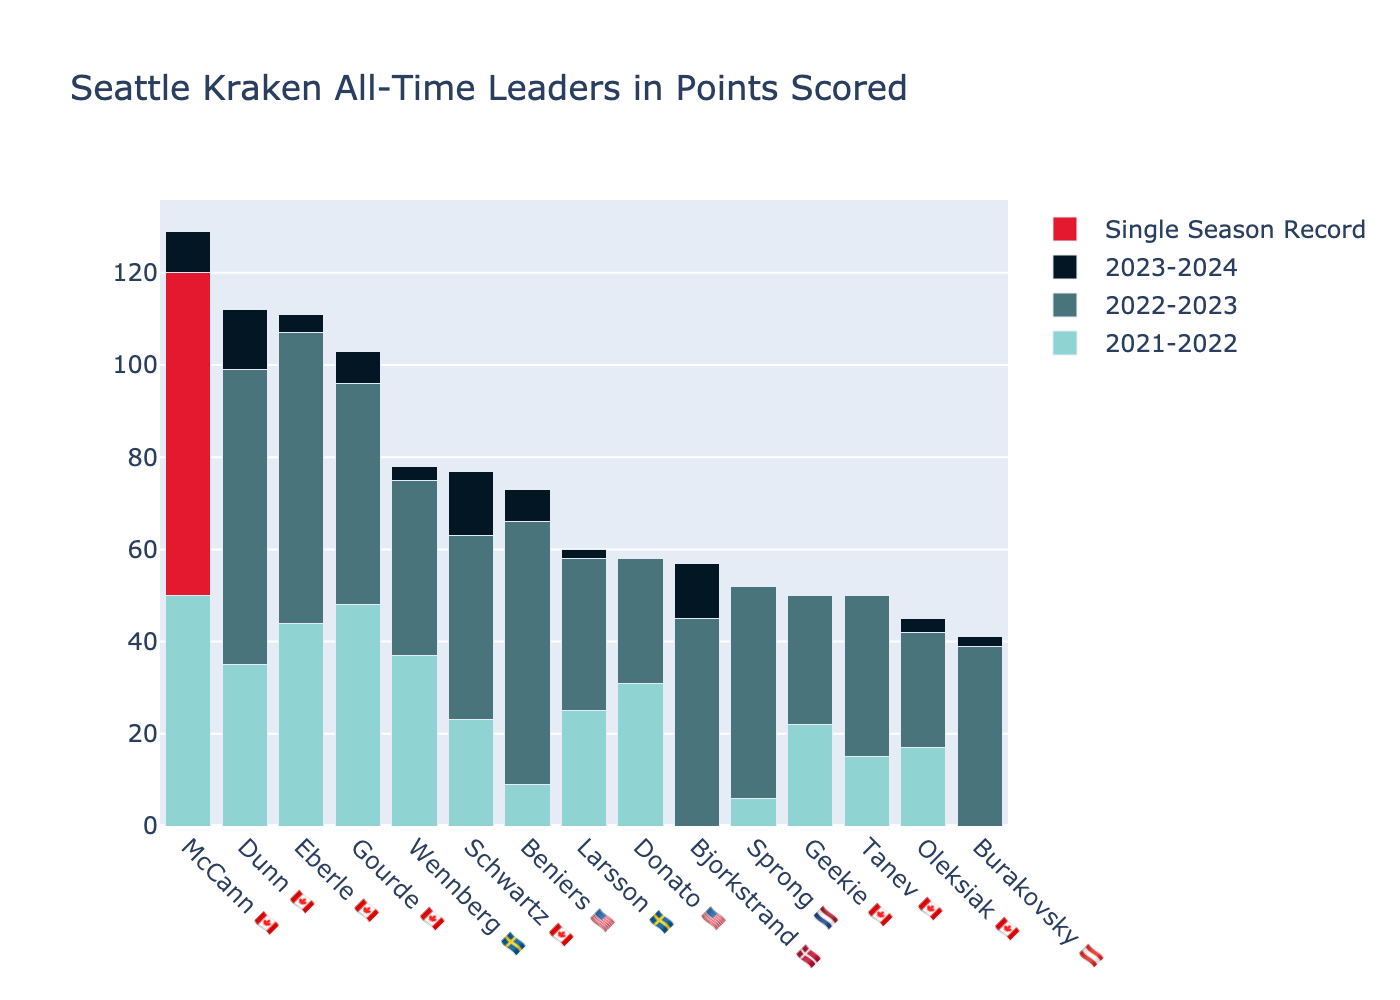 Seattle Kraken All-Time Leaders in Points Scored
Single Season Record
2023-2024
2022-2023
2021-2022
120
100
80
60
40
20
0
McCann 🇨🇦
Dunn 🇨🇦
Eberle 🇨🇦
Gourde 🇨🇦
Wennberg 🇸🇪
Schwartz 🇨🇦
Beniers 🇺🇸
Larsson 🇸🇪
Donato 🇺🇸
Bjorkstrand 🇩🇰
Sprong 🇳🇱
Geekie 🇨🇦
Tanev 🇨🇦
Oleksiak 🇨🇦
Burakovsky 🇦🇹